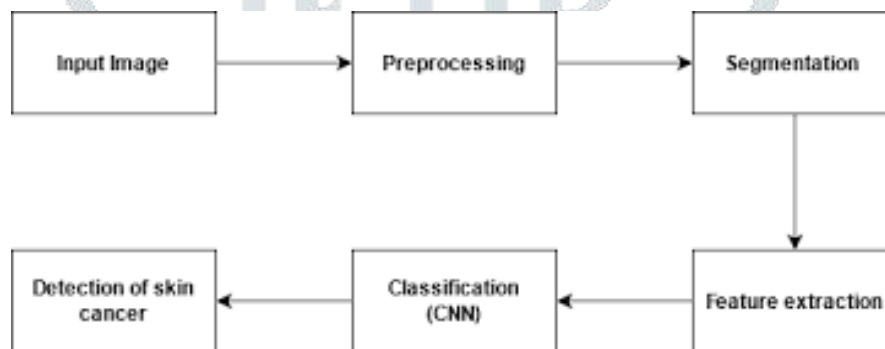 Input Image
Preprocessing
Segmentation
Feature extraction
Classification
(CNN)
Detection of skin
cancer